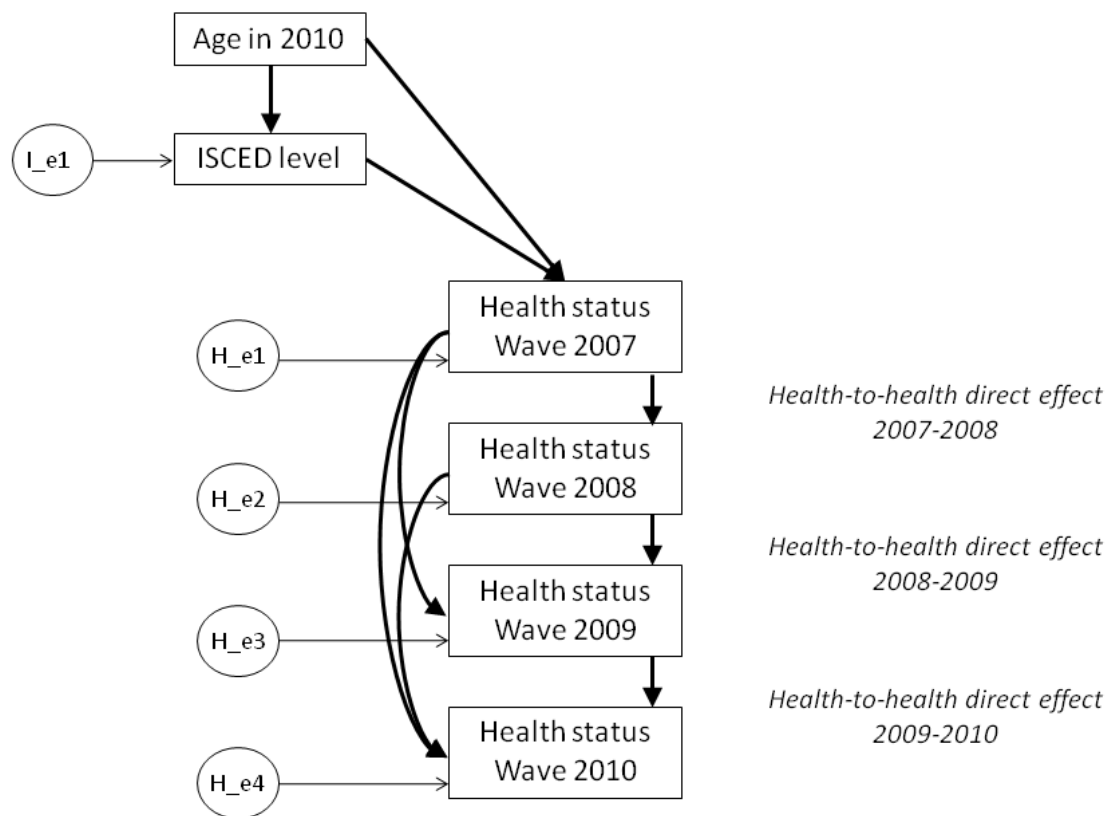 Age in 2010
I_e1
ISCED level
Health status
Wave 2007
H_e1
Health-to-health direct effect
2007-2008
Health status
Wave 2008
H_e2
Health-to-health direct effect
2008-2009
Health status
Wave 2009
H_e3
Health-to-health direct effect
2009-2010
Health status
Wave 2010
H_e4